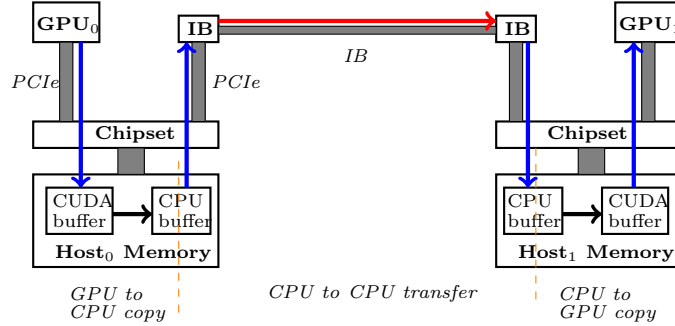 GPU0
IB
IB
GPU1
PCIe
PCIe
IB
Chipset
Chipset
CUDA
buffer
CPU
buffer
CPU
buffer
CUDA
buffer
Host0 Memory
Host1 Memory
GPU to
CPU copy
CPU to CPU transfer
CPU to
GPU copy